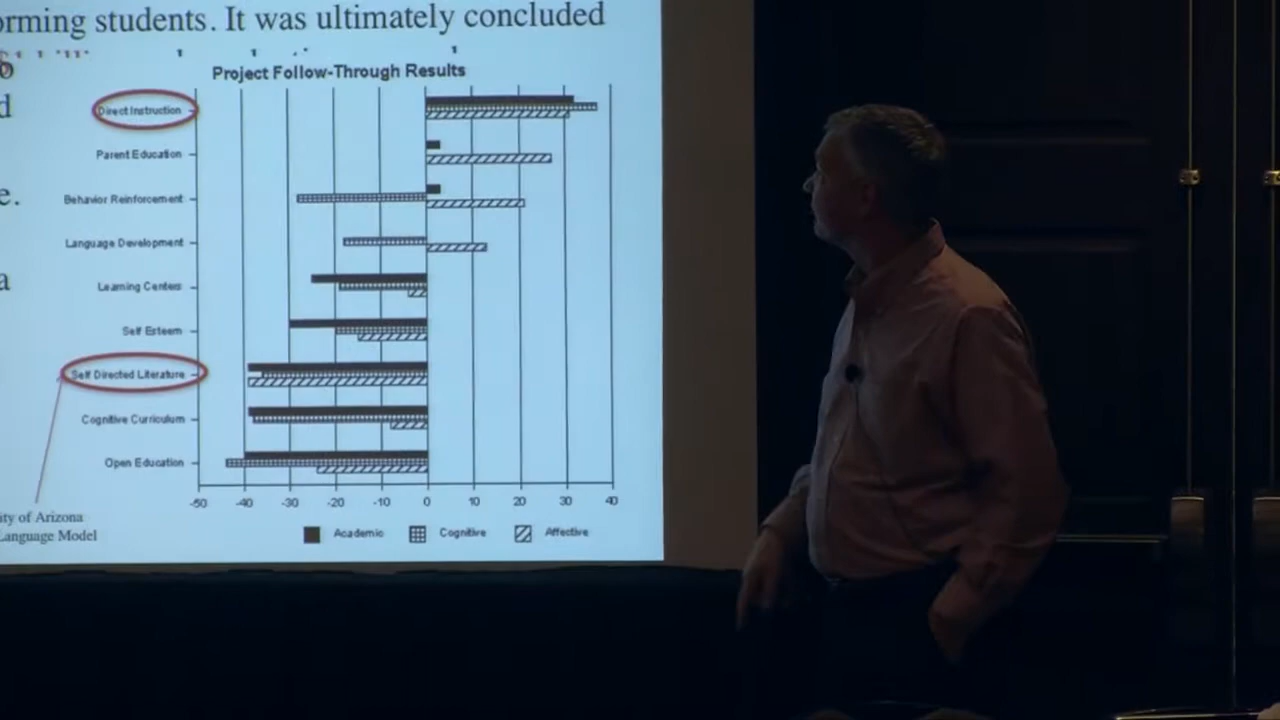 orming students. It was ultimately concluded
d
e.
a
Project Follow-Through Results
Direct Instruction
Parent Education
Behavior Reinforcement
Language Development
Learning Centers
Self Esteem
Self Directed Literature
Cognitive Curriculum
Open Education
-50 -40 -30 -20 -10 0 10 20 30 40
Academic Cognitive Affective
ity of Arizona
Language Model